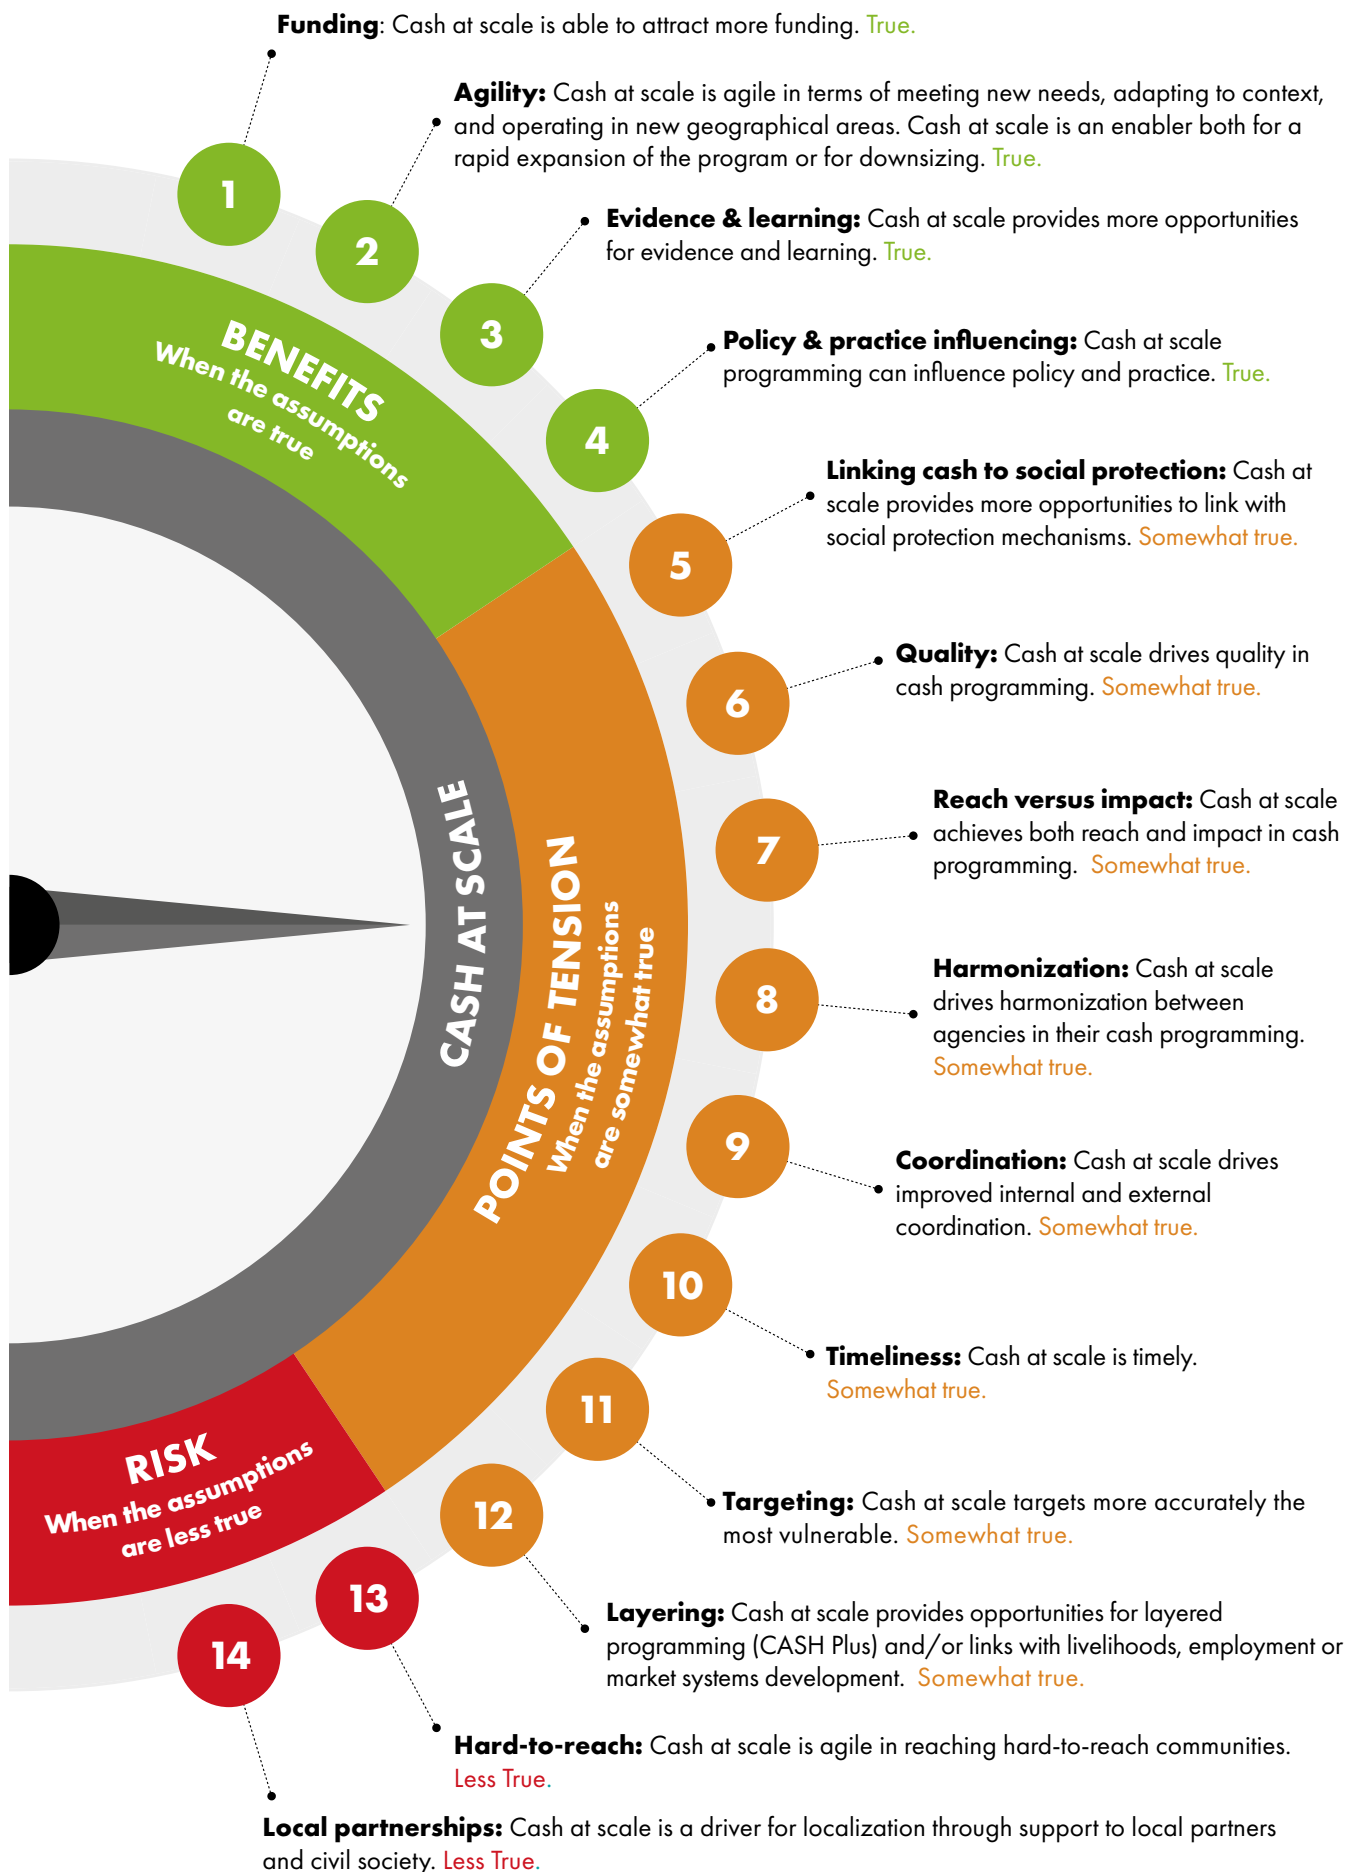 Funding: Cash at scale is able to attract more funding. True.
Agility: Cash at scale is agile in terms of meeting new needs, adapting to context,
and operating in new geographical areas. Cash at scale is an enabler both for a
rapid expansion of the program or for downsizing. True.
1
2
Evidence & learning: Cash at scale provides more opportunities
for evidence and learning. True.
3
BENEFITS
When the assumptions
are true
Policy & practice influencing: Cash at scale
programming can influence policy and practice. True.
4
Linking cash to social protection: Cash at
scale provides more opportunities to link with
social protection mechanisms. Somewhat true.
5
Quality: Cash at scale drives quality in
cash programming. Somewhat true.
6
Reach versus impact: Cash at scale
achieves both reach and impact in cash
programming. Somewhat true.
7
CASH AT SCALE
POINTS OF TENSION
When the assumptions
are somewhat true
Harmonization: Cash at scale
drives harmonization between
agencies in their cash programming.
Somewhat true.
8
Coordination: Cash at scale drives
improved internal and external
coordination. Somewhat true.
9
10
Timeliness: Cash at scale is timely.
Somewhat true.
11
Targeting: Cash at scale targets more accurately the
most vulnerable. Somewhat true.
RISK
When the assumptions
are less true
12
Layering: Cash at scale provides opportunities for layered
programming (CASH Plus) and/or links with livelihoods, employment or
market systems development. Somewhat true.
13
14
Hard-to-reach: Cash at scale is agile in reaching hard-to-reach communities.
Less True.
Local partnerships: Cash at scale is a driver for localization through support to local partners
and civil society. Less True.